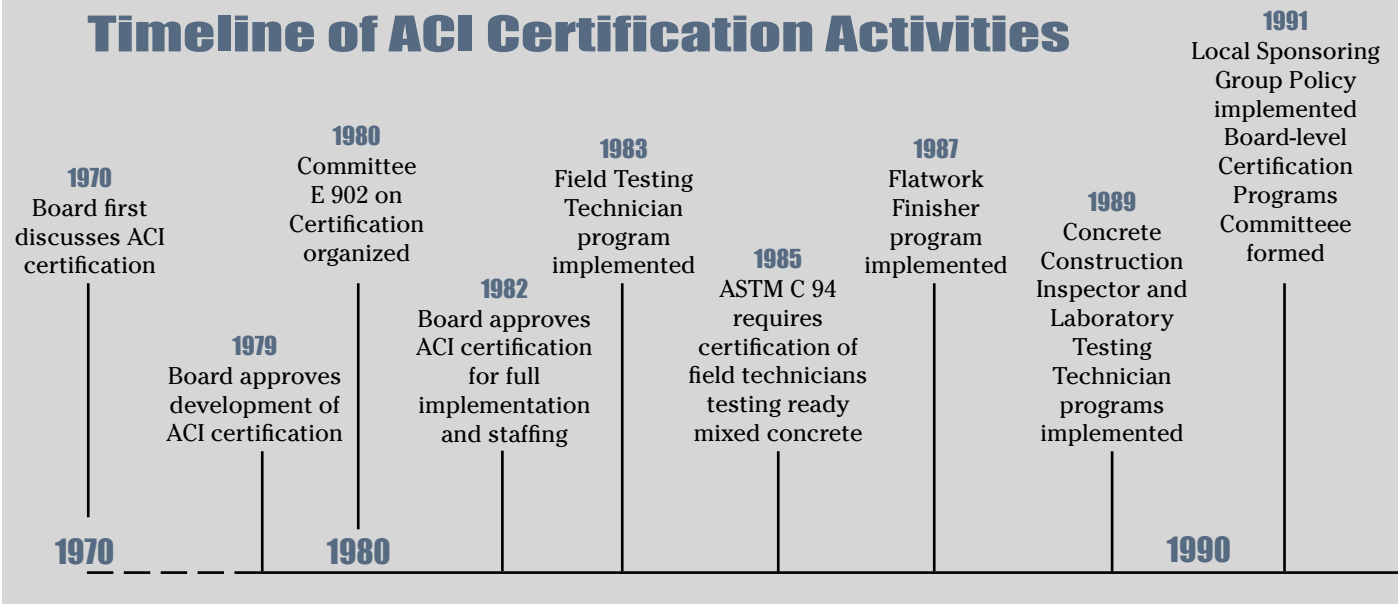 Timeline of ACI Certification Activities
1970
Board first
discusses ACI
certification
1979
Board approves
development of
ACI certification
1980
Committee
E 902 on
Certification
organized
1982
Board approves
ACI certification
for full
implementation
and staffing
1983
Field Testing
Technician
program
implemented
1985
ASTM C 94
requires
certification of
field technicians
testing ready
mixed concrete
1987
Flatwork
Finisher
program
implemented
1989
Concrete
Construction
Inspector and
Laboratory
Testing
Technician
programs
implemented
1991
Local Sponsoring
Group Policy
implemented
Board-level
Certification
Programs
Committeee
formed
1970
1980
1990